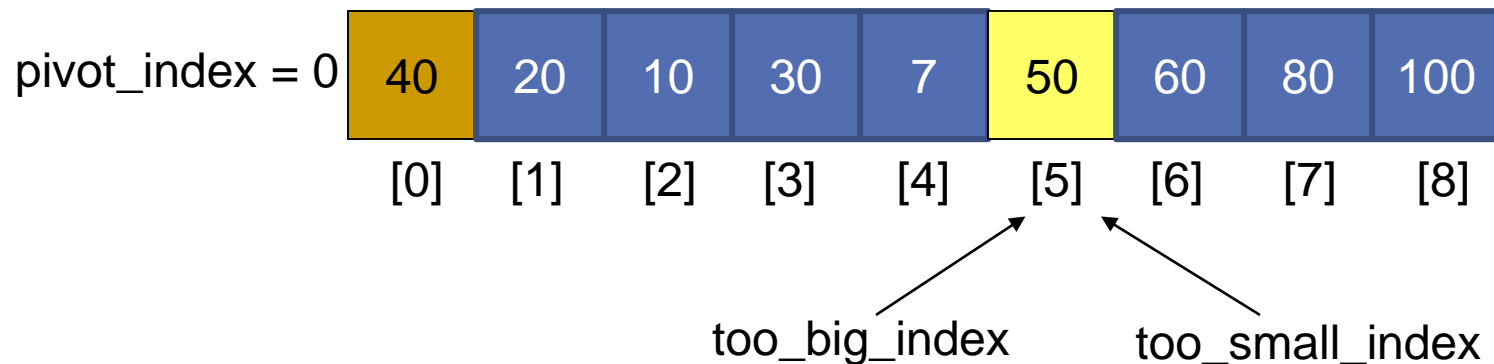 pivot_index = 0 40 20 10 30 7 50 60 80 100
[0] [1] [2] [3] [4] [5] [6] [7] [8]
too_big_index too_small_index